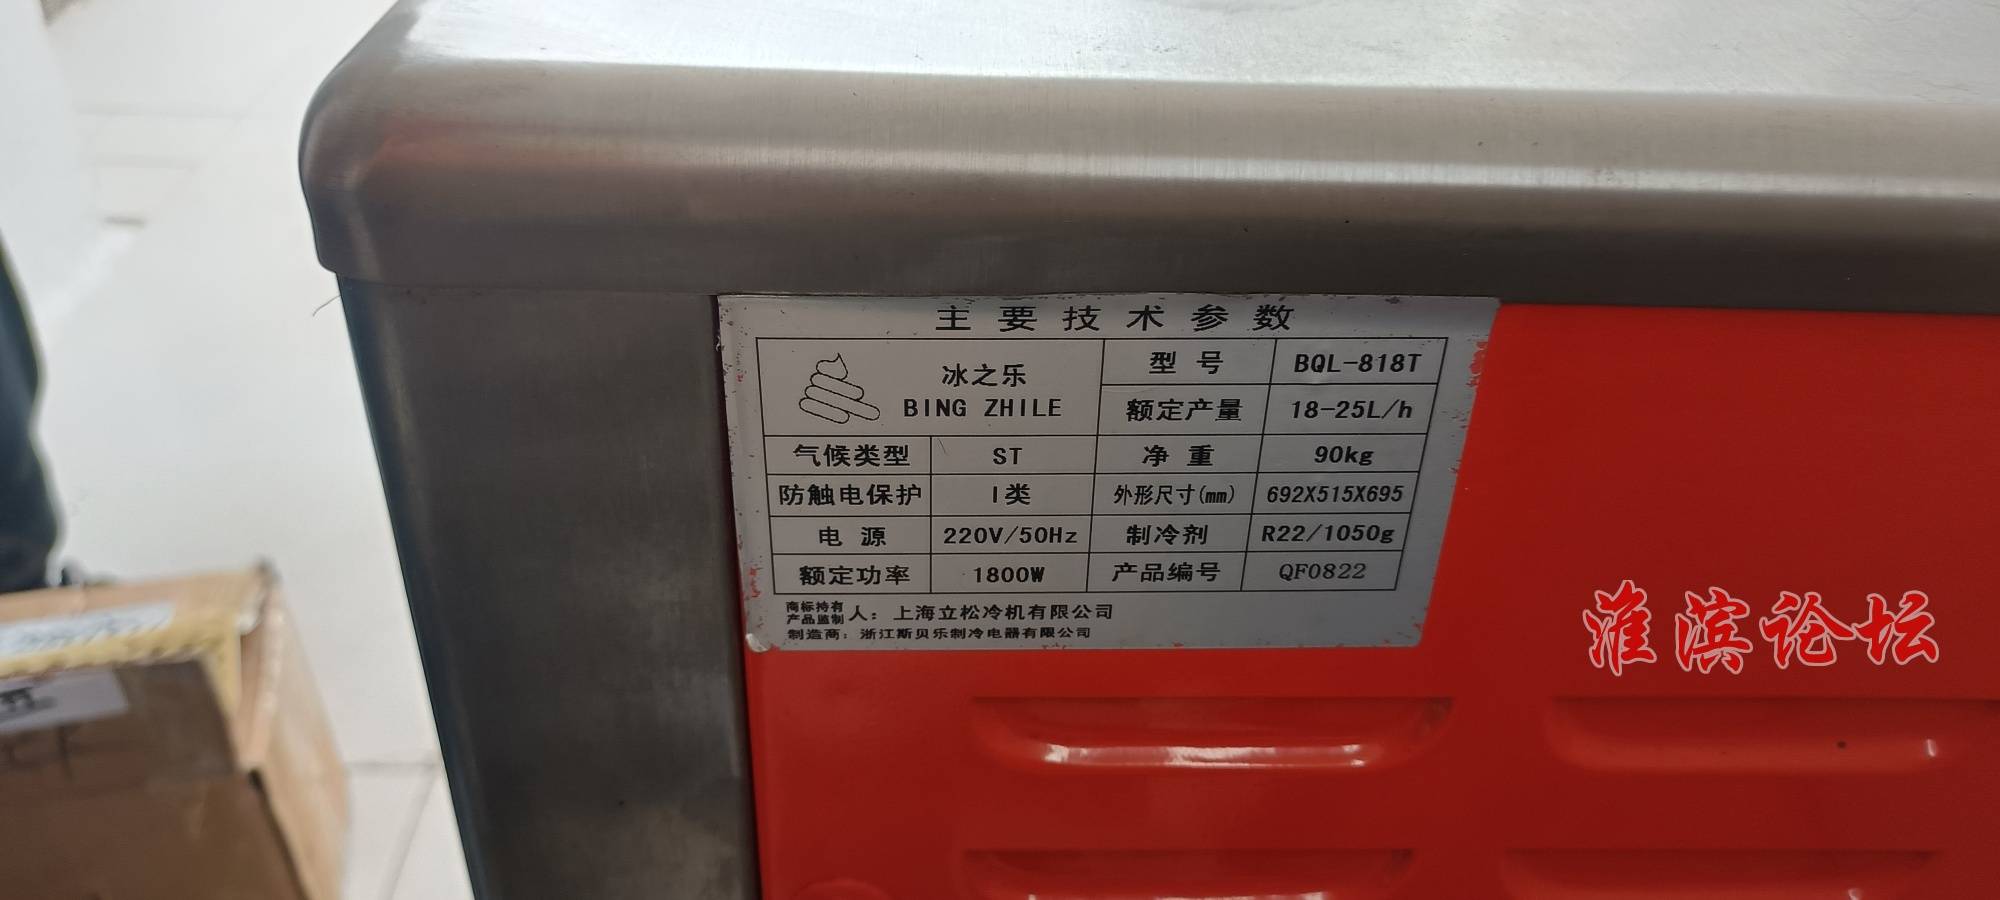 主要技术参数
冰之乐
BING ZHILE
型号 BQL-818T
额定产量 18-25L/h
气候类型 ST 净重 90kg
防触电保护 I类 外形尺寸(mm) 692X515X695
电源 220V/50Hz 制冷剂 R22/1050g
额定功率 1800W 产品编号 QF0822
商标持有
产品监制 人：上海立松冷机有限公司
制造商：浙江斯贝乐制冷电器有限公司
淮滨论坛